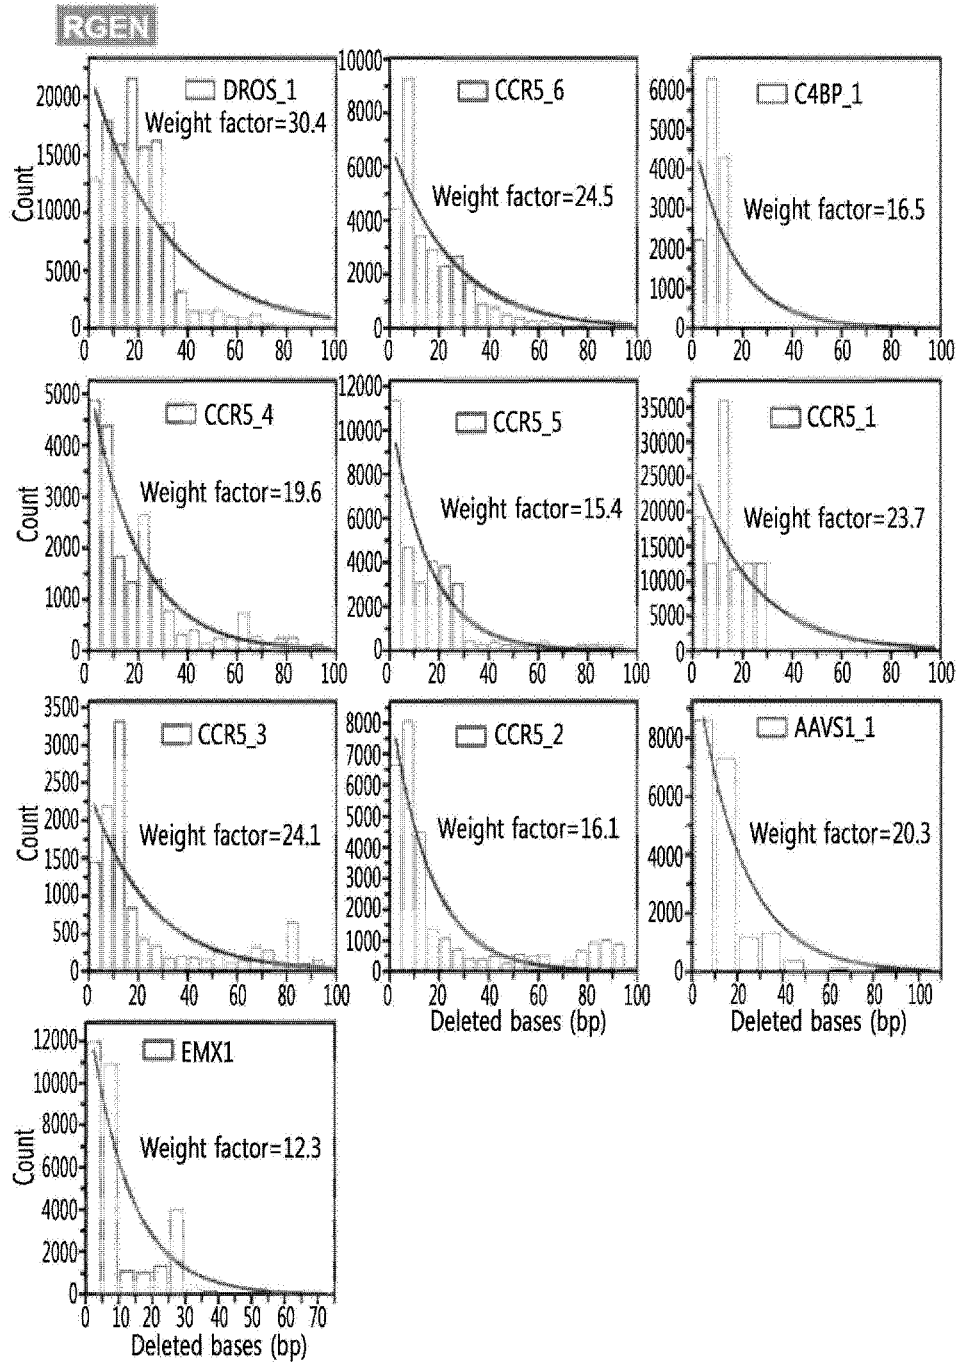 RGEN
DROS_1
Weight factor=30.4
Count
20000
15000
10000
5000
0
0 20 40 60 80 100
CCR5_6
Weight factor=24.5
10000
8000
6000
4000
2000
0
0 20 40 60 80 100
C4BP_1
Weight factor=16.5
6000
5000
4000
3000
2000
1000
0
0 20 40 60 80 100
CCR5_4
Weight factor=19.6
Count
5000
4000
3000
2000
1000
0
0 20 40 60 80 100
CCR5_5
Weight factor=15.4
12000
10000
8000
6000
4000
2000
0
0 20 40 60 80 100
CCR5_1
Weight factor=23.7
35000
30000
25000
20000
15000
10000
5000
0
0 20 40 60 80 100
CCR5_3
Weight factor=24.1
Count
3500
3000
2500
2000
1500
1000
500
0
0 20 40 60 80 100
CCR5_2
Weight factor=16.1
8000
7000
6000
5000
4000
3000
2000
1000
0
0 20 40 60 80 100
Deleted bases (bp)
AAVS1_1
Weight factor=20.3
8000
6000
4000
2000
0
0 20 40 60 80 100
Deleted bases (bp)
EMX1
Weight factor=12.3
Count
12000
10000
8000
6000
4000
2000
0
0 10 20 30 40 50 60 70
Deleted bases (bp)